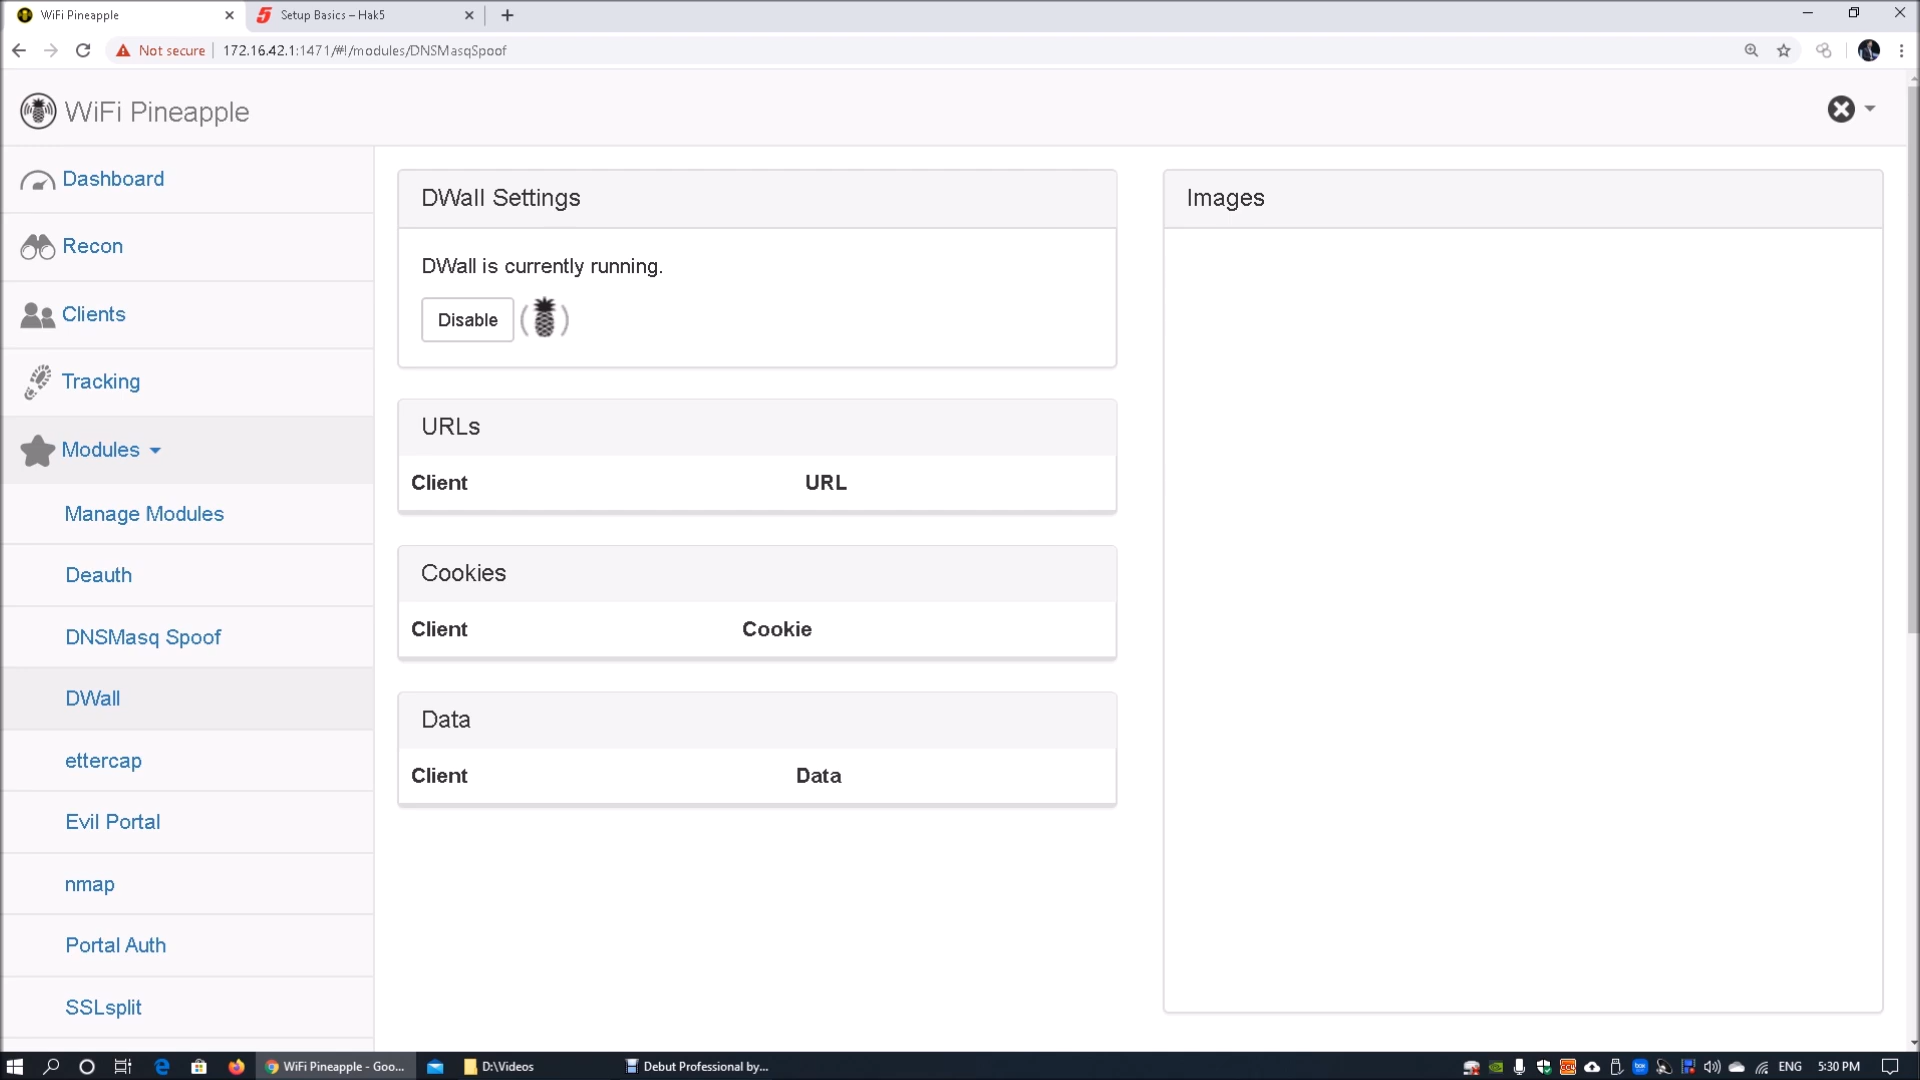 WiFi Pineapple
Setup Basics – Hak5
Not secure
172.16.42.1:1471/#!/modules/DNSMasqSpoof
WiFi Pineapple
Dashboard
Recon
Clients
Tracking
Modules
Manage Modules
Deauth
DNSMasq Spoof
DWall
ettercap
Evil Portal
nmap
Portal Auth
SSLsplit
DWall Settings
DWall is currently running.
Disable
URLs
Client URL
Cookies
Client Cookie
Data
Client Data
Images
WiFi Pineapple - Goo...
D:\Videos
Debut Professional by...
ENG
5:30 PM